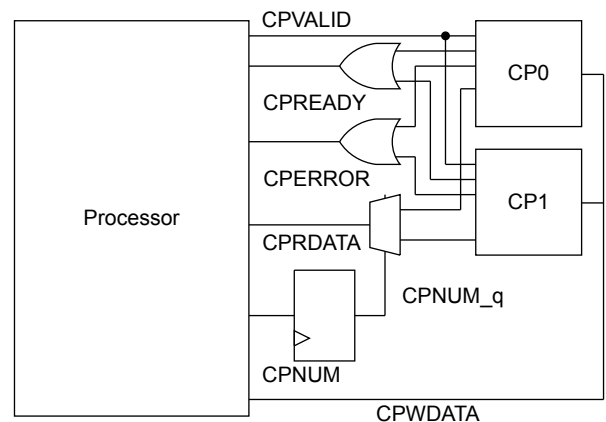 CPVALID
CP0
CPREADY
CPERROR
CP1
Processor
CPRDATA
CPNUM_q
CPNUM
CPWDATA